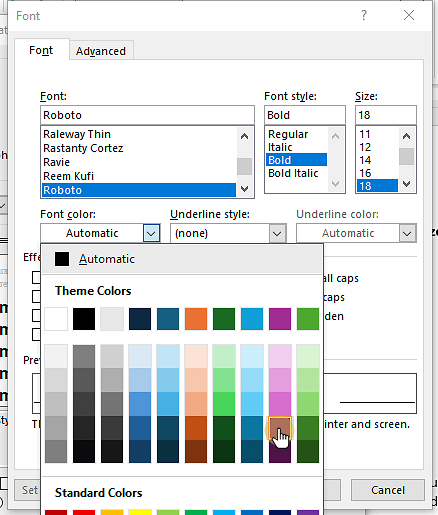 Font
Font
Advanced
Font:
Font style:
Size:
Roboto
Bold
18
Raleway Thin
Rastanty Cortez
Ravie
Reem Kufi
Roboto
Regular
Italic
Bold
Bold Italic
11
12
14
16
18
Font color:
Underline style:
Underline color:
Automatic
(none)
Automatic
Automatic
Theme Colors
Standard Colors
Effe
all caps
caps
den
Prev
Th
inter and screen.
Set
Cancel